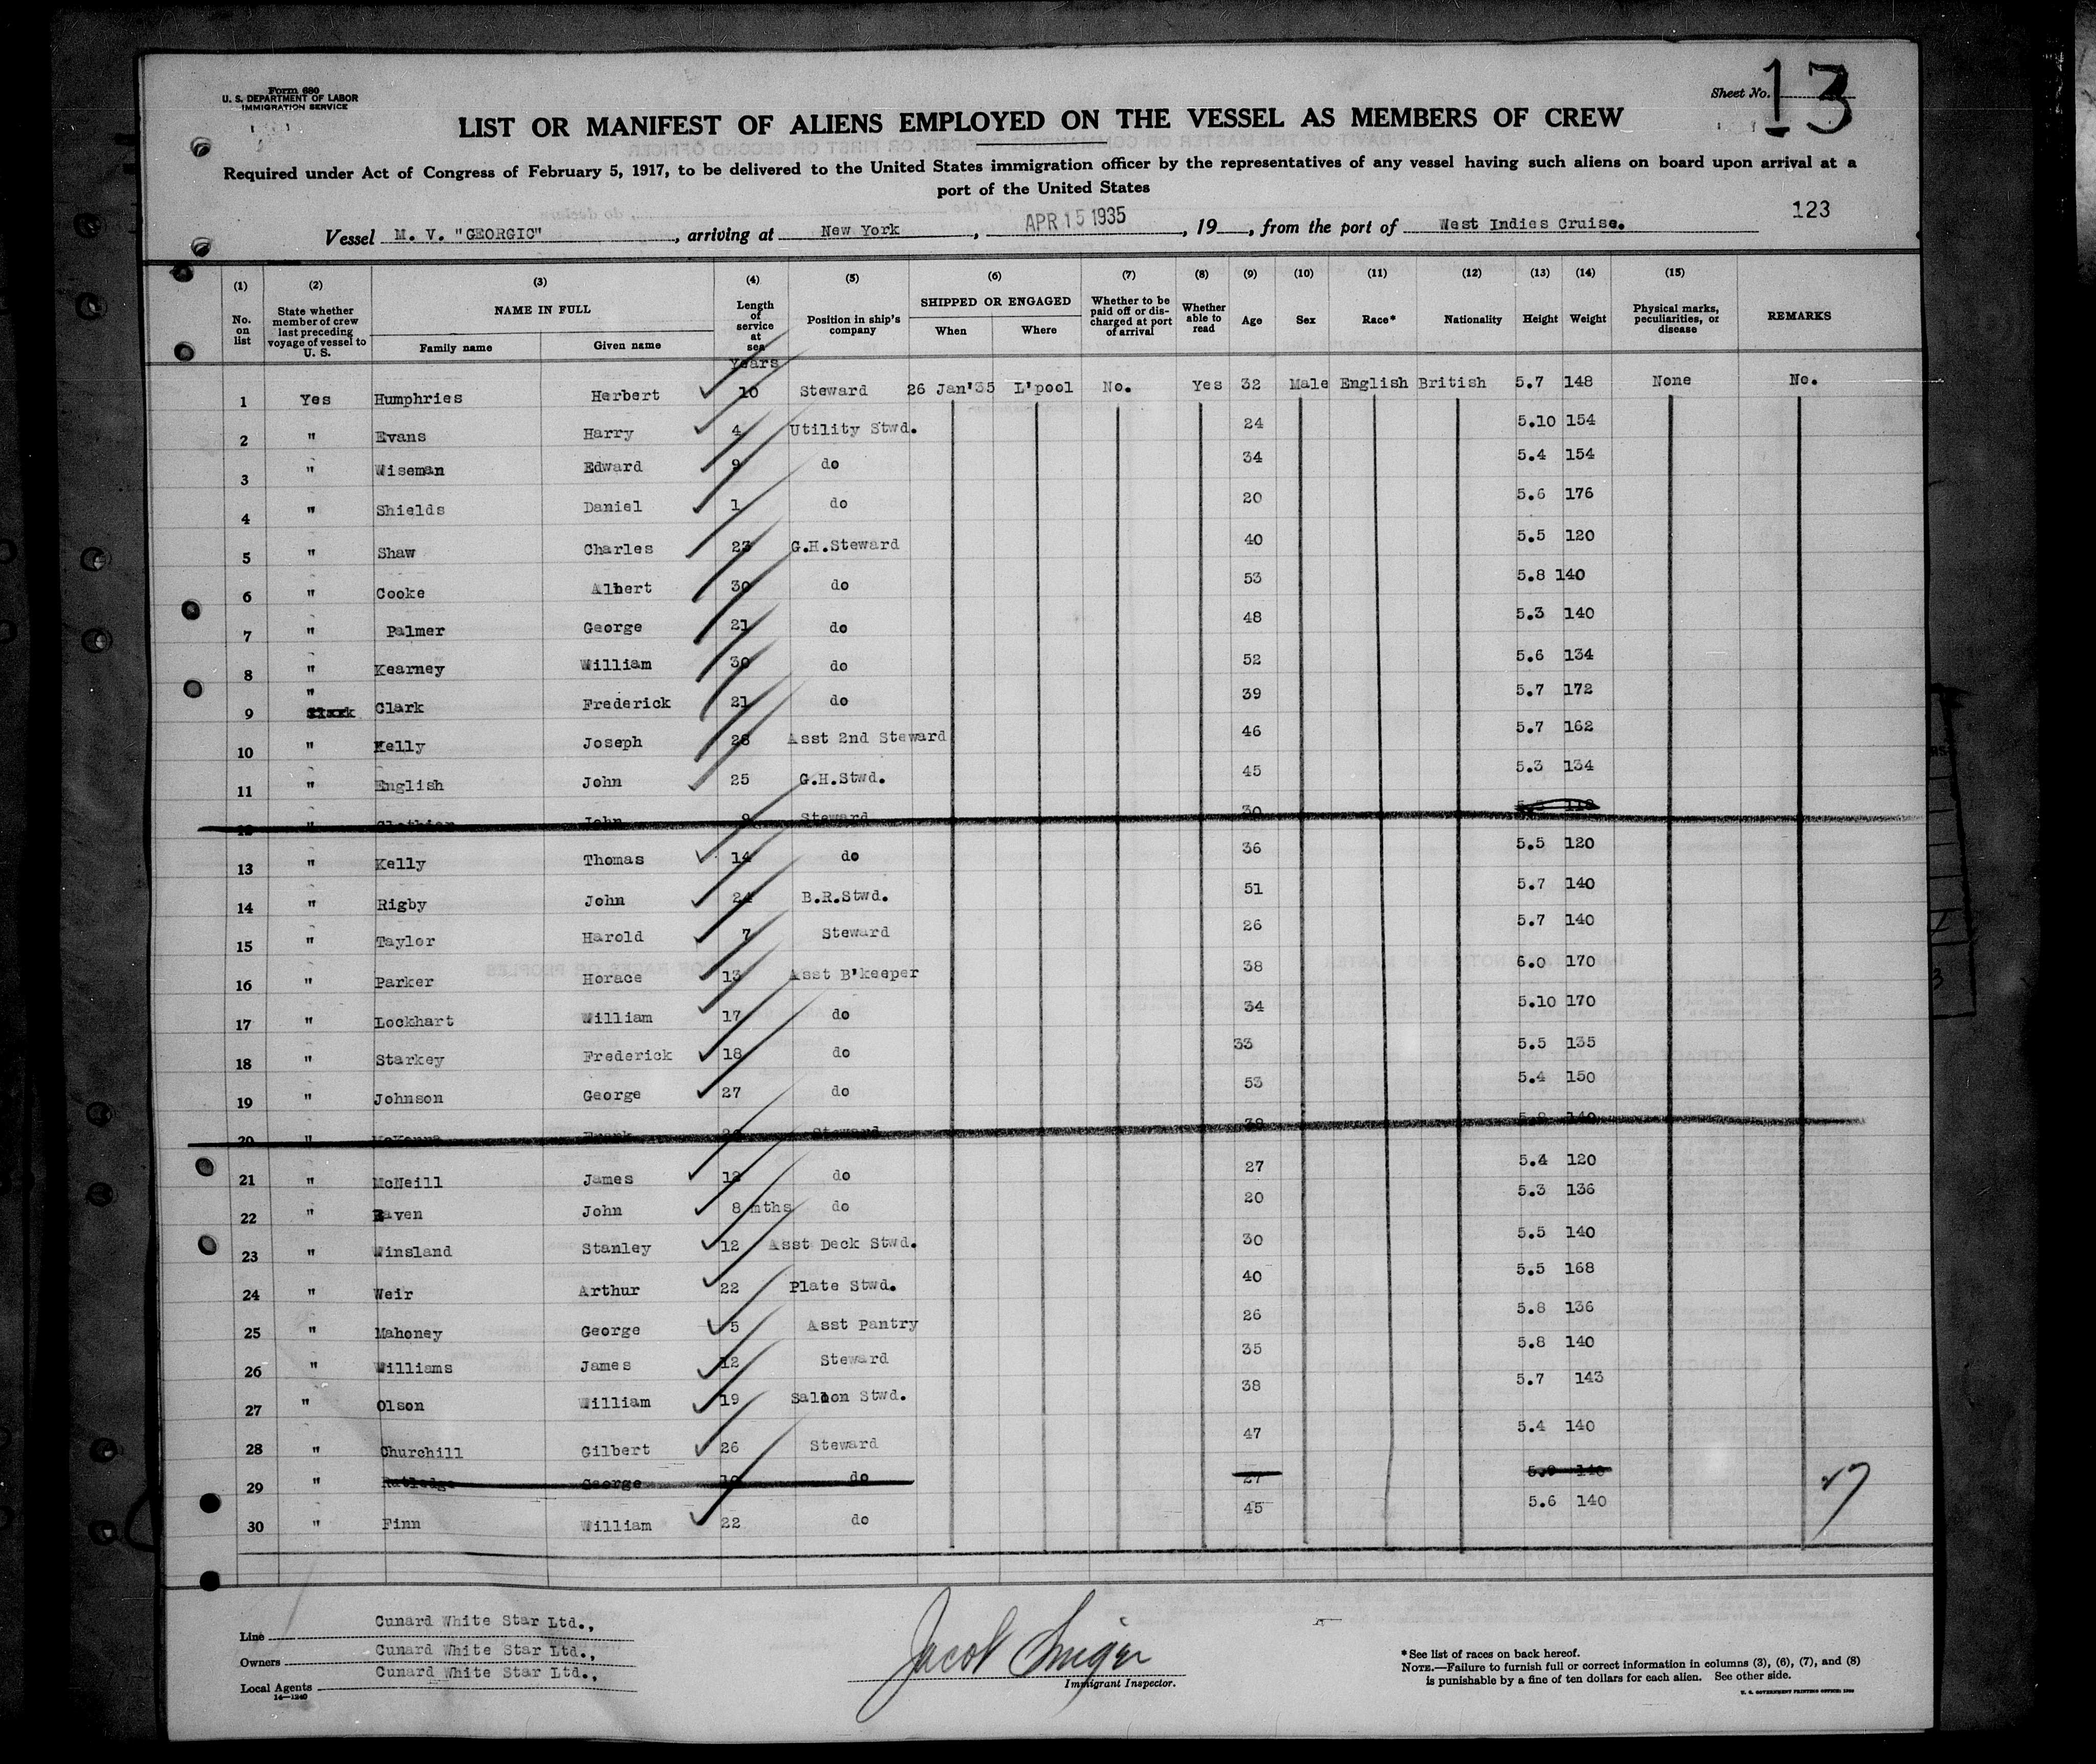 Form 680
U. S. DEPARTMENT OF LABOR
IMMIGRATION SERVICE
Sheet No. 13
LIST OR MANIFEST OF ALIENS EMPLOYED ON THE VESSEL AS MEMBERS OF CREW
Required under Act of Congress of February 5, 1917, to be delivered to the United States immigration officer by the representatives of any vessel having such aliens on board upon arrival at a
port of the United States
123
Vessel M. V. "GEORGIC", arriving at New York, APR 15 1935, 19, from the port of West Indies Cruise.
(1) (2) (3) (4) (5) (6) (7) (8) (9) (10) (11) (12) (13) (14) (15)
No. on list
State whether member of crew last preceding voyage of vessel to U. S.
NAME IN FULL
Family name Given name
Length of service at sea
Position in ship's company
SHIPPED OR ENGAGED
When Where
Whether to be paid off or discharged at port of arrival
Whether able to read
Age Sex Race* Nationality Height Weight
Physical marks, peculiarities, or disease
REMARKS
Years
1 Yes Humphries Herbert 10 Steward 26 Jan'35 L'pool No. Yes 32 Male English British 5.7 148 None No.
2 " Evans Harry 4 Utility Stwd. 24 5.10 154
3 " Wiseman Edward 9 do 34 5.4 154
4 " Shields Daniel 1 do 20 5.6 176
5 " Shaw Charles 23 G.H.Steward 40 5.5 120
6 " Cooke Albert 30 do 53 5.8 140
7 " Palmer George 21 do 48 5.3 140
8 " Kearney William 30 do 52 5.6 134
9 " Clark Frederick 21 do 39 5.7 172
10 " Kelly Joseph 28 Asst 2nd Steward 46 5.7 162
11 " English John 25 G.H.Stwd. 45 5.3 134
12 " Clothier John 9 Steward 30
13 " Kelly Thomas 14 do 36 5.5 120
14 " Rigby John 24 B.R.Stwd. 51 5.7 140
15 " Taylor Harold 7 Steward 26 5.7 140
16 " Parker Horace 13 Asst B'keeper 38 6.0 170
17 " Lockhart William 17 do 34 5.10 170
18 " Starkey Frederick 18 do 33 5.5 135
19 " Johnson George 27 do 53 5.4 150
20 " McKenna Frank Steward 140
21 " McNeill James 12 do 27 5.4 120
22 " Raven John 8 mths do 20 5.3 136
23 " Winsland Stanley 12 Asst Deck Stwd. 30 5.5 140
24 " Weir Arthur 22 Plate Stwd. 40 5.5 168
25 " Mahoney George 5 Asst Pantry 26 5.8 136
26 " Williams James 12 Steward 35 5.8 140
27 " Olson William 19 Saloon Stwd. 38 5.7 143
28 " Churchill Gilbert 26 Steward 47 5.4 140
29 " Rutledge George 10 do 27
30 " Finn William 22 do 45 5.6 140
27
Line Cunard White Star Ltd.,
Owners Cunard White Star Ltd.,
Local Agents Cunard White Star Ltd.,
14—1240
Jacob
Immigrant Inspector.
*See list of races on back hereof.
NOTE.—Failure to furnish full or correct information in columns (3), (6), (7), and (8)
is punishable by a fine of ten dollars for each alien. See other side.